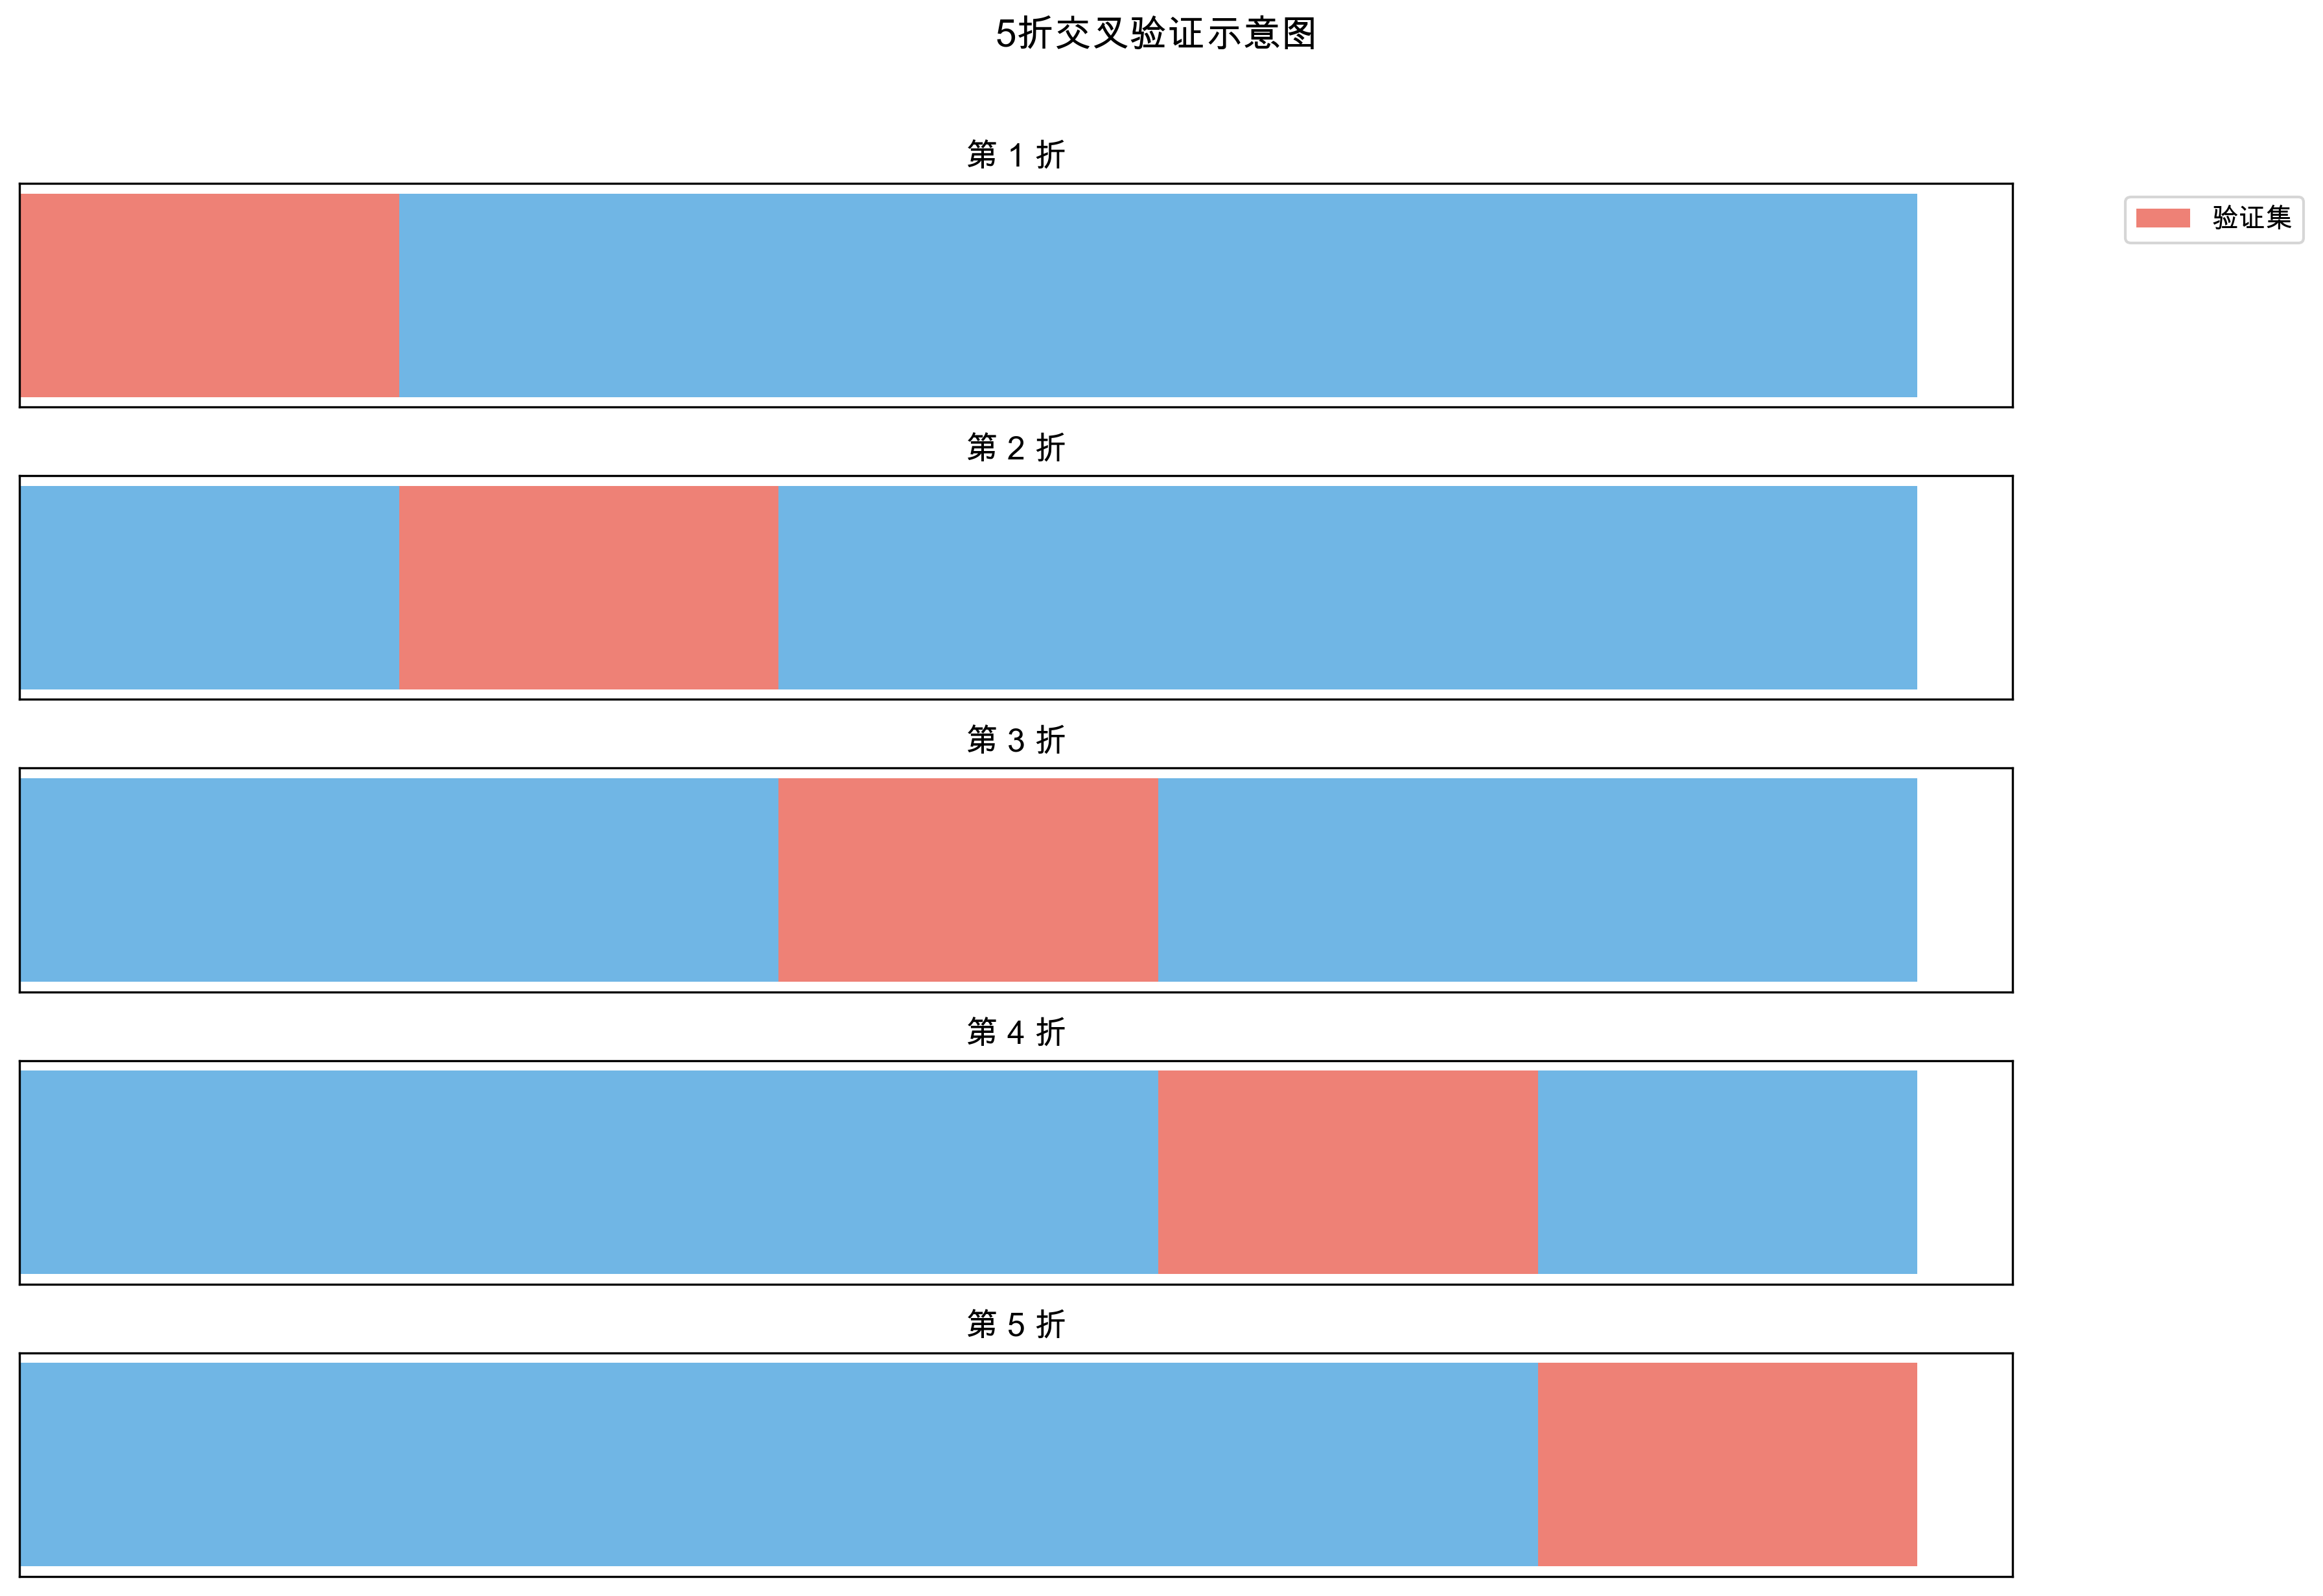 5折交叉验证示意图
第 1 折
验证集
第 2 折
第 3 折
第 4 折
第 5 折